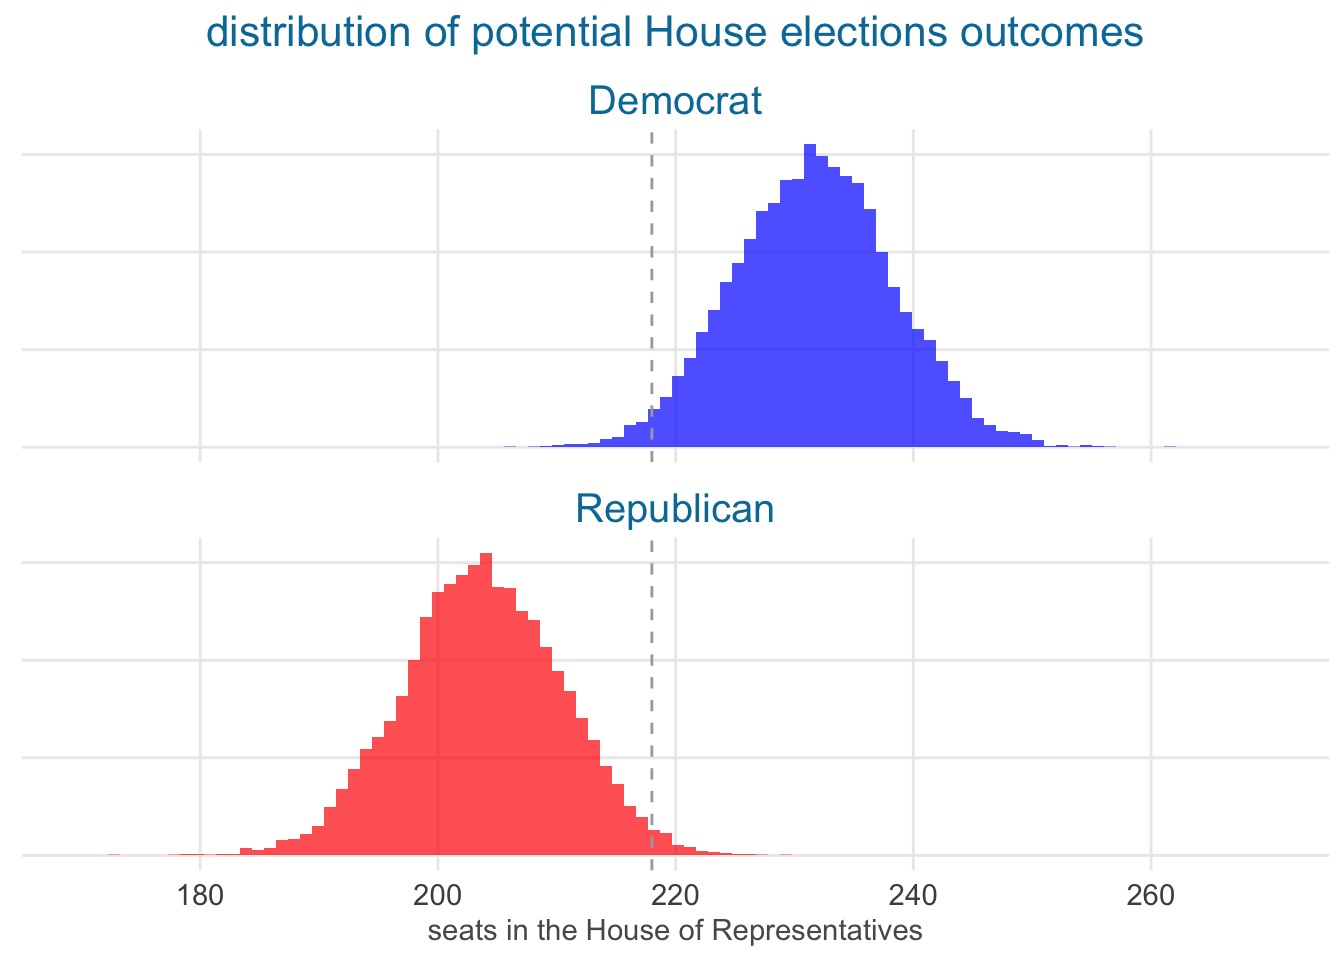 distribution of potential House elections outcomes
Democrat
Republican
180 200 220 240 260
seats in the House of Representatives